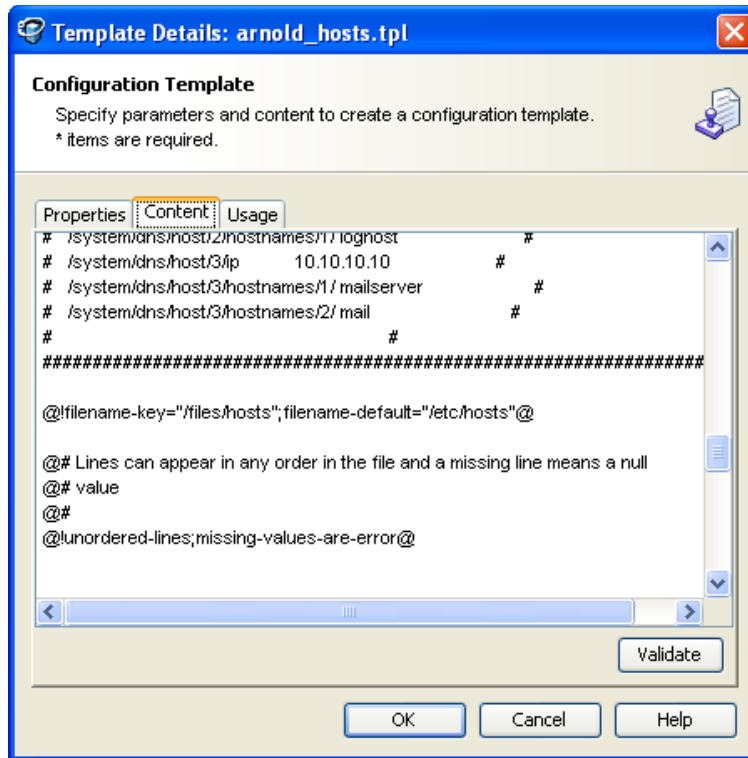 Template Details: arnold_hosts.tpl
Configuration Template
Specify parameters and content to create a configuration template.
* items are required.
Properties Content Usage
# /system/dns/host/2/hostnames/1/ loghost #
# /system/dns/host/3/ip 10.10.10.10 #
# /system/dns/host/3/hostnames/1/ mailserver #
# /system/dns/host/3/hostnames/2/ mail #
# #
##################################################################
@!filename-key="/files/hosts";filename-default="/etc/hosts"@
@# Lines can appear in any order in the file and a missing line means a null
@# value
@#
@!unordered-lines;missing-values-are-error@
Validate
OK Cancel Help